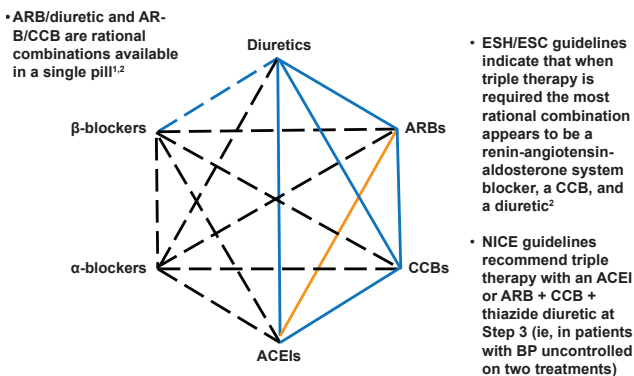 • ARB/diuretic and AR-
B/CCB are rational
combinations available
in a single pill¹,²
Diuretics
β-blockers
ARBs
α-blockers
CCBs
ACEIs
• ESH/ESC guidelines
indicate that when
triple therapy is
required the most
rational combination
appears to be a
renin-angiotensin-
aldosterone system
blocker, a CCB, and
a diuretic²
• NICE guidelines
recommend triple
therapy with an ACEI
or ARB + CCB +
thiazide diuretic at
Step 3 (ie, in patients
with BP uncontrolled
on two treatments)